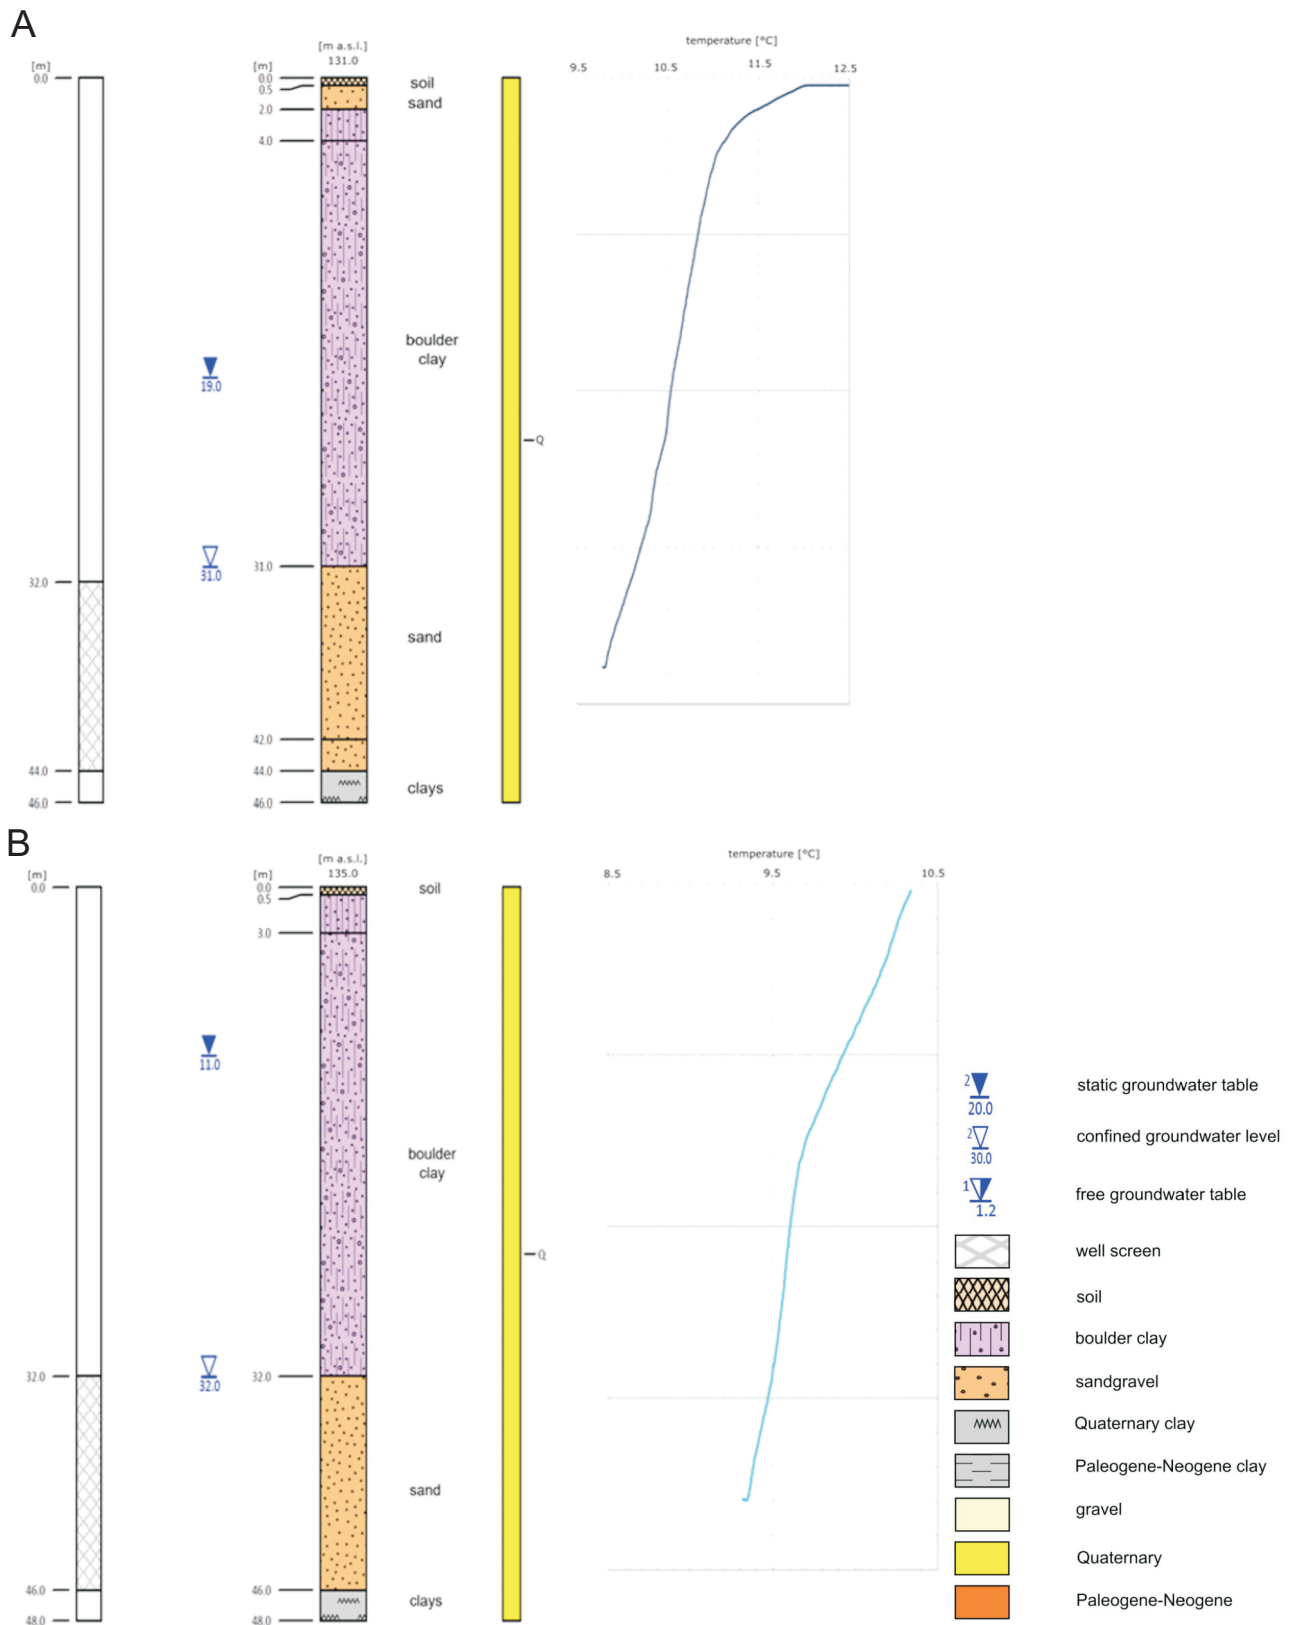 A
temperature [°C]
[m a.s.l.]
131.0
9.5 10.5 11.5 12.5
[m] [m]
0.0 0.0 soil
0.5
2.0 sand
4.0
boulder
clay
19.0
Q
31.0 31.0
32.0
sand
42.0
44.0 44.0
clays
46.0 46.0
B
temperature [°C]
[m a.s.l.]
135.0
8.5 9.5 10.5
[m] [m]
0.0 0.0 soil
0.5
3.0
11.0
boulder
clay
Q
32.0 32.0 32.0
sand
46.0 46.0
clays
48.0 48.0
2 static groundwater table
20.0
2 confined groundwater level
30.0
1 free groundwater table
1.2
well screen
soil
boulder clay
sandgravel
Quaternary clay
Paleogene-Neogene clay
gravel
Quaternary
Paleogene-Neogene